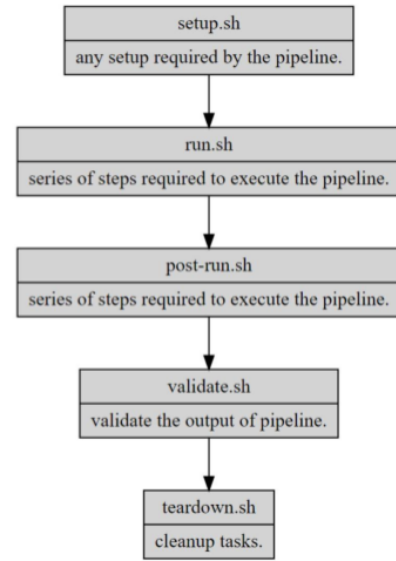 setup.sh
any setup required by the pipeline.
run.sh
series of steps required to execute the pipeline.
post-run.sh
series of steps required to execute the pipeline.
validate.sh
validate the output of pipeline.
teardown.sh
cleanup tasks.